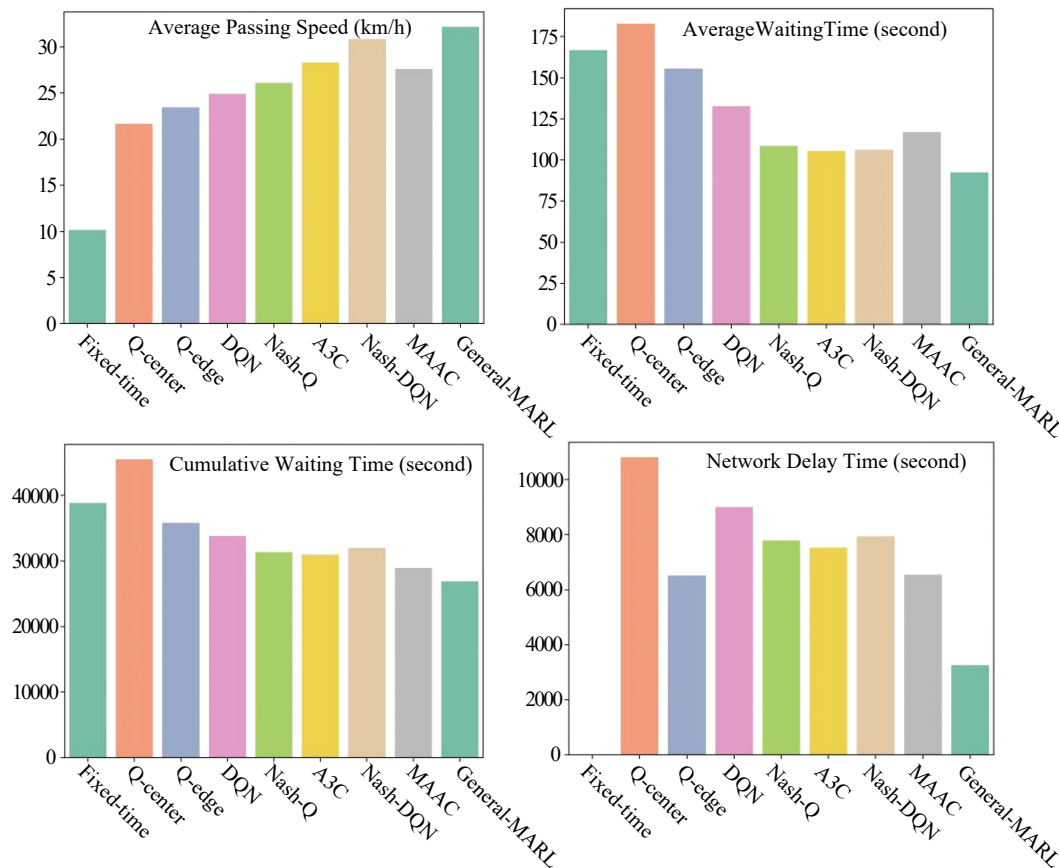 Average Passing Speed (km/h)
30
25
20
15
10
5
0
Fixed-time
Q-center
Q-edge
DQN
Nash-Q
A3C
Nash-DQN
MAAC
General-MARL
AverageWaitingTime (second)
175
150
125
100
75
50
25
0
Fixed-time
Q-center
Q-edge
DQN
Nash-Q
A3C
Nash-DQN
MAAC
General-MARL
Cumulative Waiting Time (second)
40000
30000
20000
10000
0
Fixed-time
Q-center
Q-edge
DQN
Nash-Q
A3C
Nash-DQN
MAAC
General-MARL
Network Delay Time (second)
10000
8000
6000
4000
2000
0
Fixed-time
Q-center
Q-edge
DQN
Nash-Q
A3C
Nash-DQN
MAAC
General-MARL